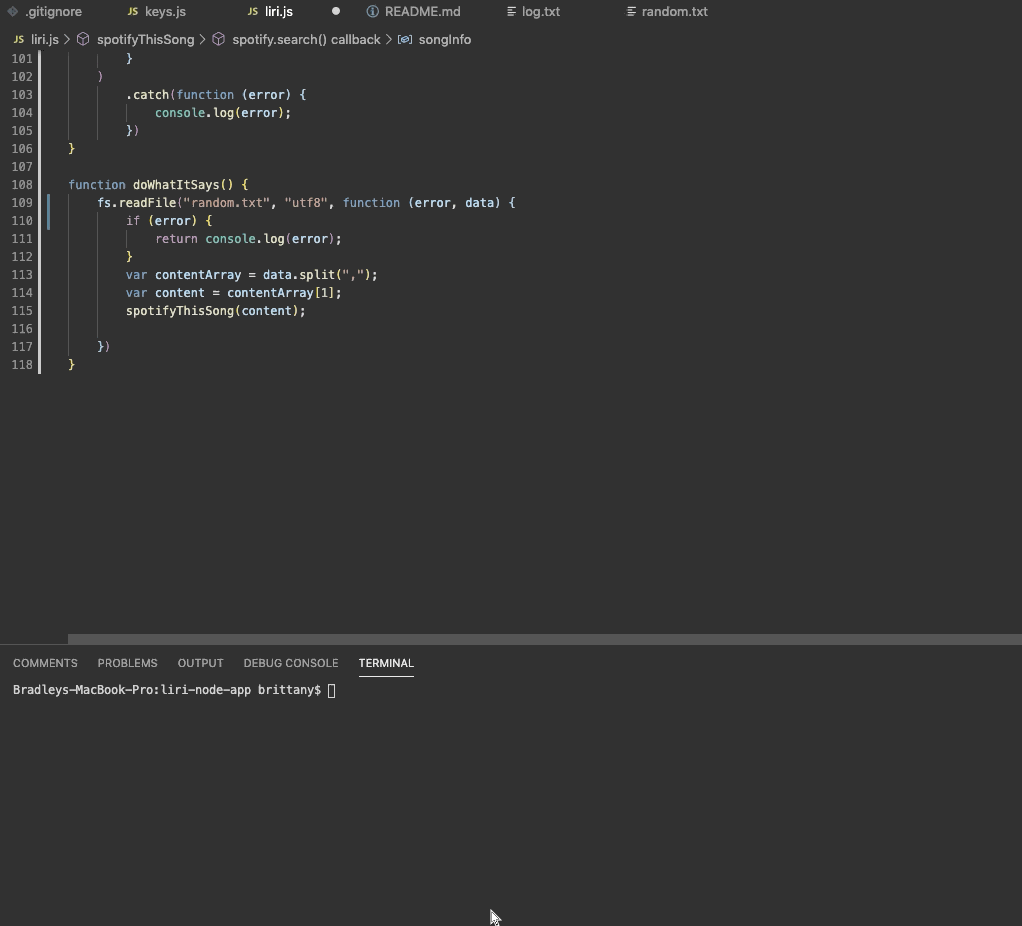 .gitignore JS keys.js JS liri.js README.md log.txt random.txt
JS liri.js > spotifyThisSong > spotify.search() callback > songInfo
101 }
102 )
103 .catch(function (error) {
104 console.log(error);
105 })
106 }
107
108 function doWhatItSays() {
109 fs.readFile("random.txt", "utf8", function (error, data) {
110 if (error) {
111 return console.log(error);
112 }
113 var contentArray = data.split(",");
114 var content = contentArray[1];
115 spotifyThisSong(content);
116
117 })
118 }
COMMENTS PROBLEMS OUTPUT DEBUG CONSOLE TERMINAL
Bradleys-MacBook-Pro:liri-node-app brittany$